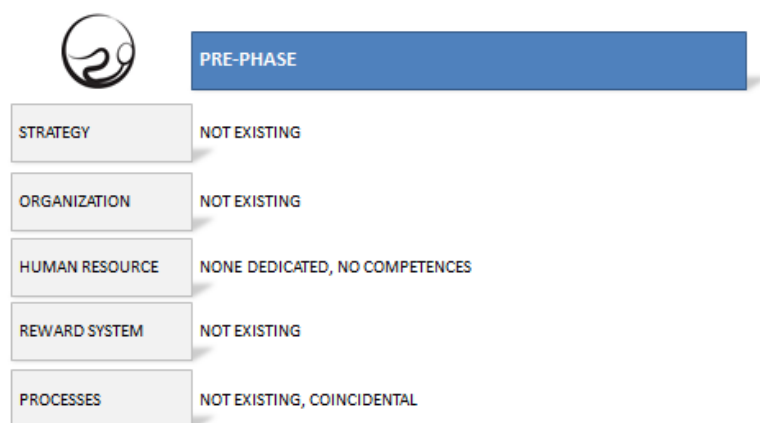 PRE-PHASE
STRATEGY NOT EXISTING
ORGANIZATION NOT EXISTING
HUMAN RESOURCE NONE DEDICATED, NO COMPETENCES
REWARD SYSTEM NOT EXISTING
PROCESSES NOT EXISTING, COINCIDENTAL